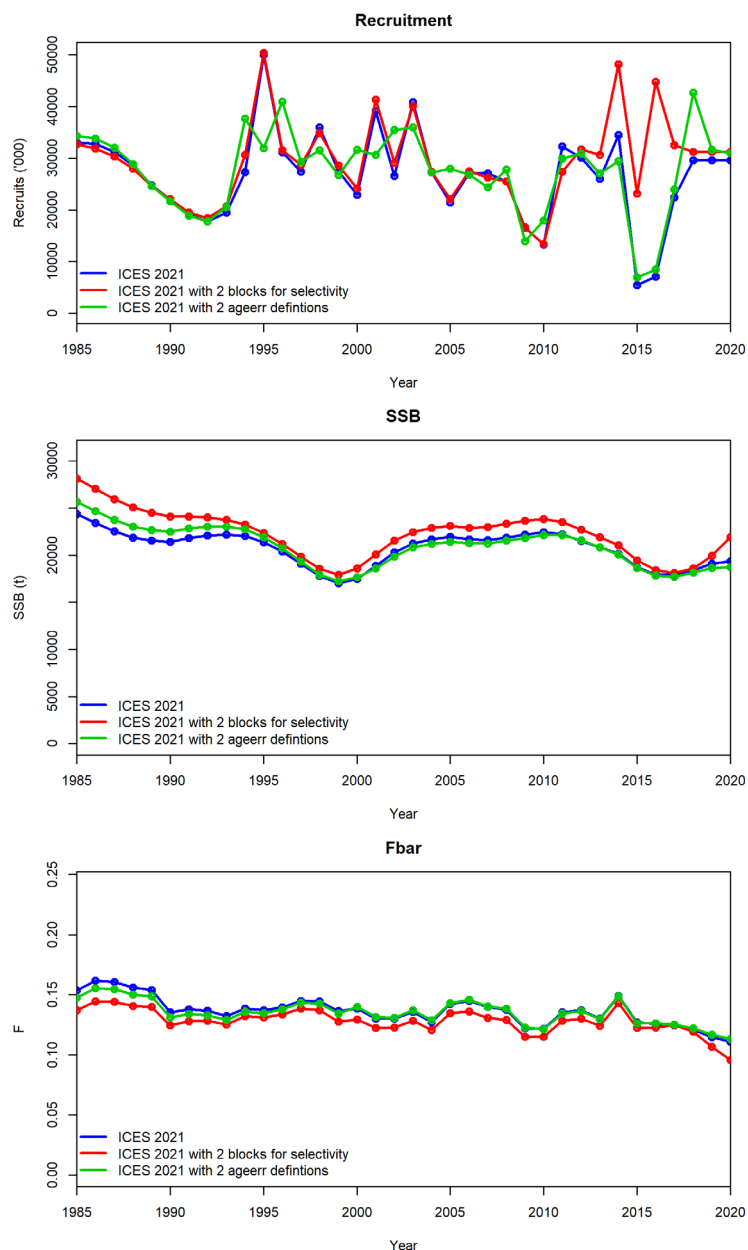 Recruitment
Recruits ('000)
50000
40000
30000
20000
10000
0
ICES 2021
ICES 2021 with 2 blocks for selectivity
ICES 2021 with 2 ageerr defintions
1985 1990 1995 2000 2005 2010 2015 2020
Year
SSB
SSB (t)
30000
20000
10000
5000
0
ICES 2021
ICES 2021 with 2 blocks for selectivity
ICES 2021 with 2 ageerr defintions
1985 1990 1995 2000 2005 2010 2015 2020
Year
Fbar
F
0.25
0.20
0.15
0.10
0.05
0.00
ICES 2021
ICES 2021 with 2 blocks for selectivity
ICES 2021 with 2 ageerr defintions
1985 1990 1995 2000 2005 2010 2015 2020
Year